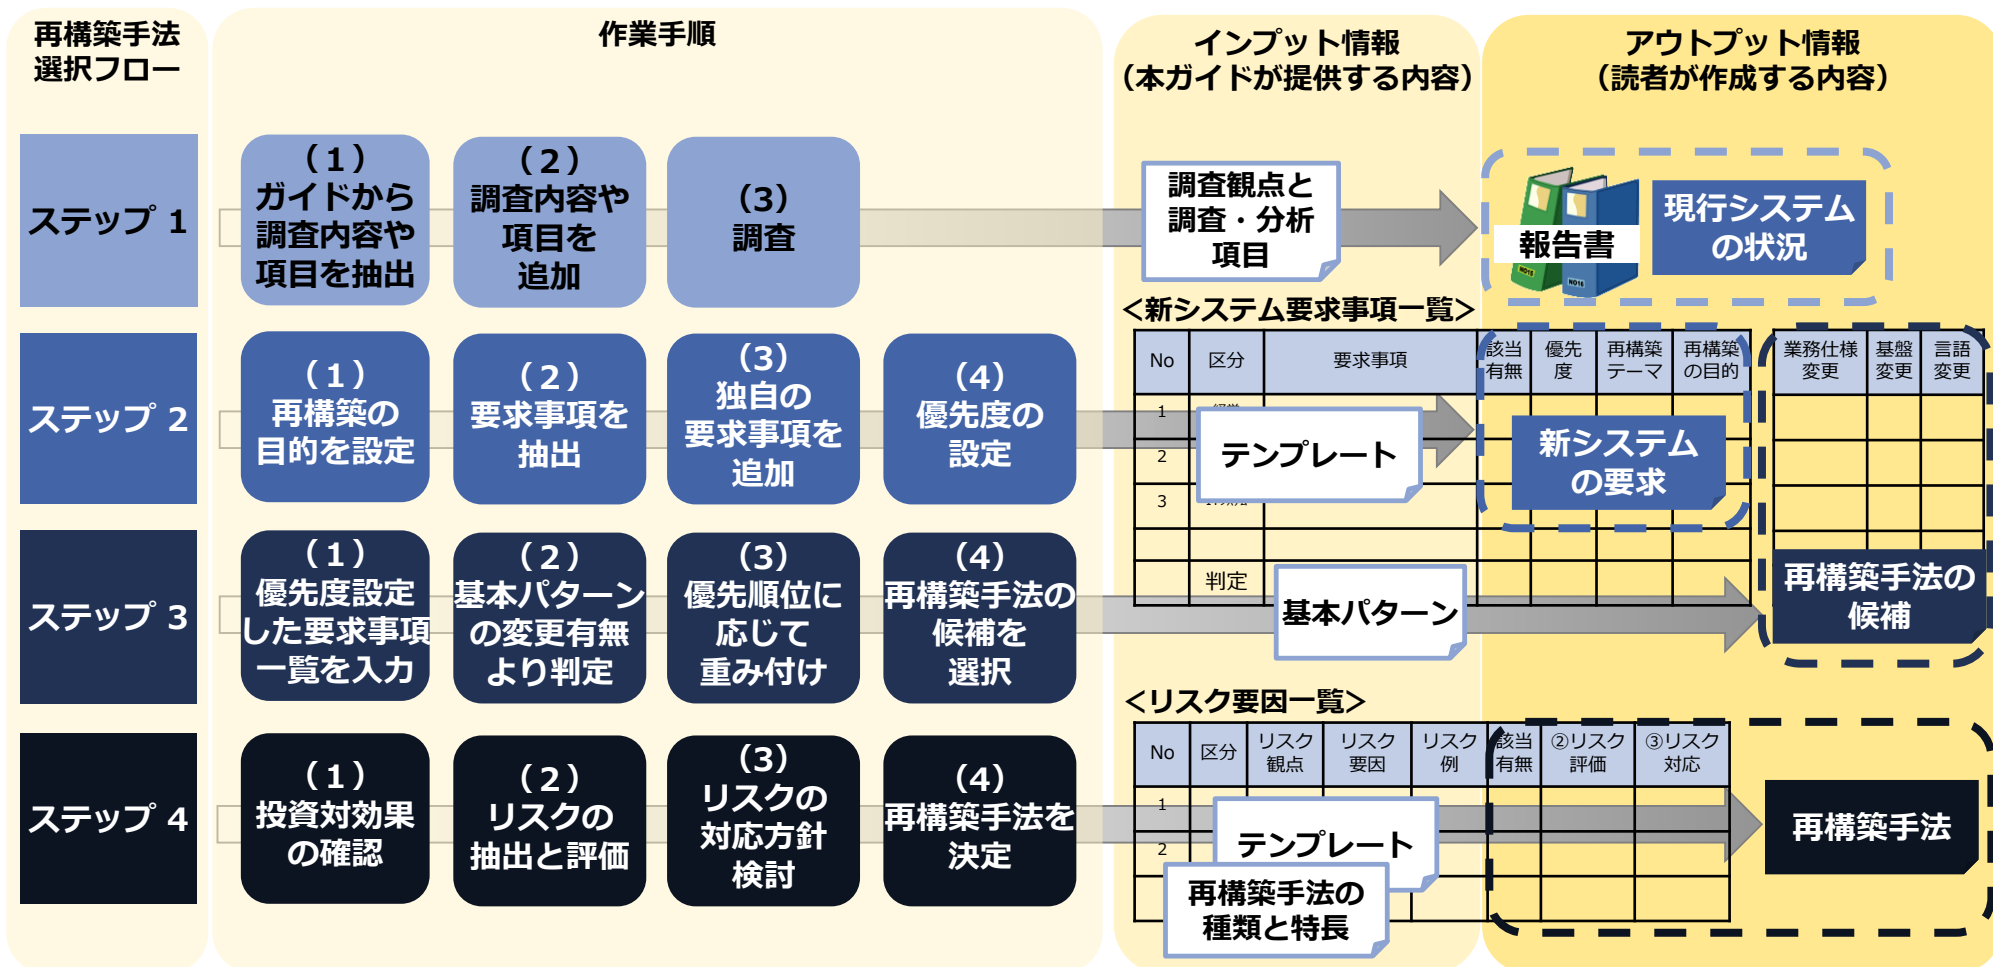 再構築手法
選択フロー
作業手順
インプット情報
（本ガイドが提供する内容）
アウトプット情報
（読者が作成する内容）
ステップ 1
（1）
ガイドから
調査内容や
項目を抽出
（2）
調査内容や
項目を
追加
（3）
調査
調査観点と
調査・分析
項目
報告書
NO16
NO16
現行システム
の状況
ステップ 2
（1）
再構築の
目的を設定
（2）
要求事項を
抽出
（3）
独自の
要求事項を
追加
（4）
優先度の
設定
＜新システム要求事項一覧＞
No
区分
要求事項
該当
有無
優先
度
再構築
テーマ
再構築
の目的
業務仕様
変更
基盤
変更
言語
変更
1
2
3
判定
テンプレート
新システム
の要求
ステップ 3
（1）
優先度設定
した要求事項
一覧を入力
（2）
基本パターン
の変更有無
より判定
（3）
優先順位に
応じて
重み付け
（4）
再構築手法の
候補を
選択
基本パターン
再構築手法の
候補
ステップ 4
（1）
投資対効果
の確認
（2）
リスクの
抽出と評価
（3）
リスクの
対応方針
検討
（4）
再構築手法を
決定
＜リスク要因一覧＞
No
区分
リスク
観点
リスク
要因
リスク
例
該当
有無
②リスク
評価
③リスク
対応
1
2
テンプレート
再構築手法の
種類と特長
再構築手法